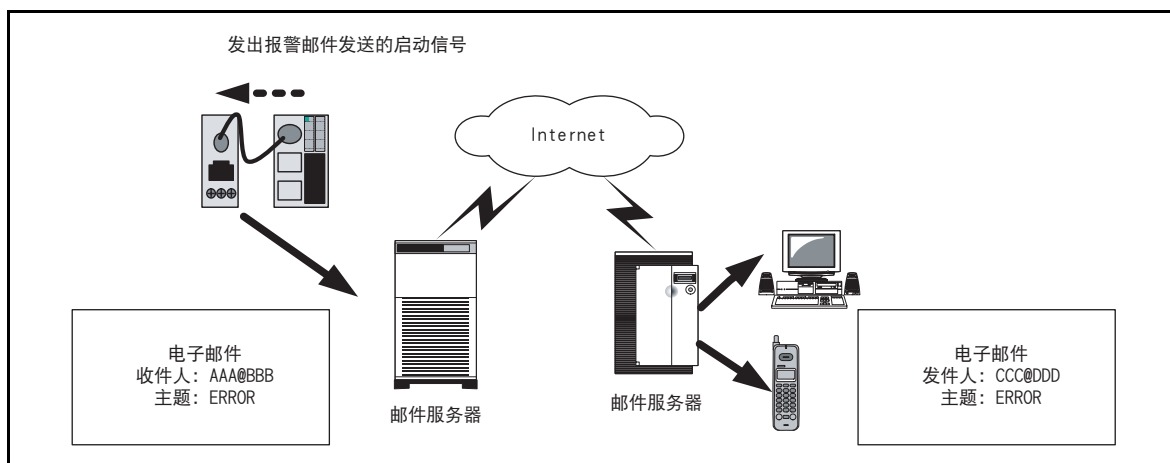 发出报警邮件发送的启动信号
Internet
电子邮件
收件人: AAA@BBB
主题: ERROR
邮件服务器
邮件服务器
电子邮件
发件人: CCC@DDD
主题: ERROR